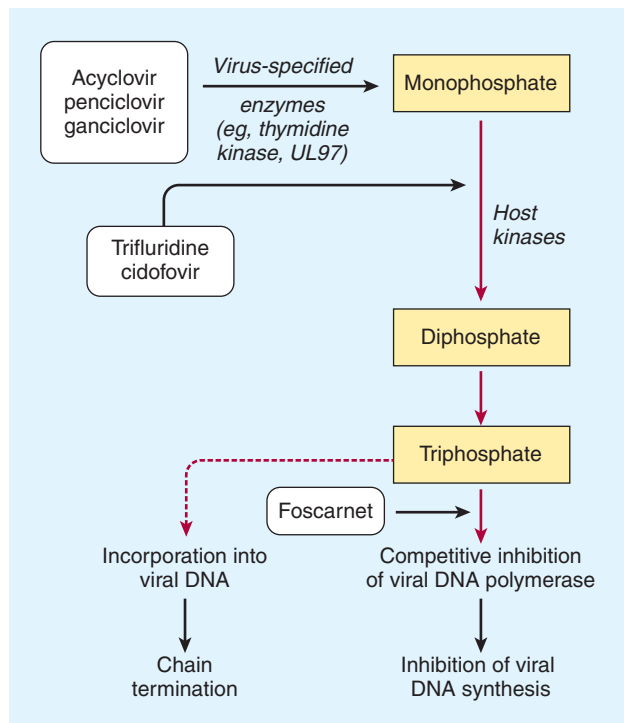 Acyclovir
penciclovir
ganciclovir
Virus-specified
enzymes
(eg, thymidine
kinase, UL97)
Monophosphate
Trifluridine
cidofovir
Host
kinases
Diphosphate
Triphosphate
Foscarnet
Incorporation into
viral DNA
Competitive inhibition
of viral DNA polymerase
Chain
termination
Inhibition of viral
DNA synthesis